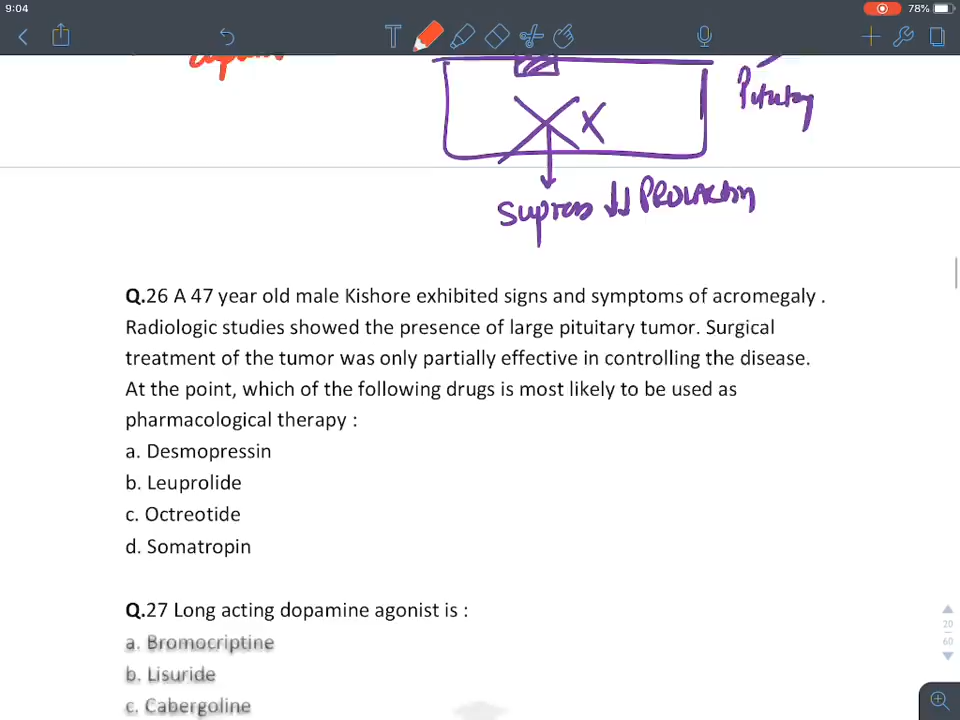 9:04
78%
T
Pituitary
X
Supress ↓↓ PROLACtin
Q.26 A 47 year old male Kishore exhibited signs and symptoms of acromegaly .
Radiologic studies showed the presence of large pituitary tumor. Surgical
treatment of the tumor was only partially effective in controlling the disease.
At the point, which of the following drugs is most likely to be used as
pharmacological therapy :
a. Desmopressin
b. Leuprolide
c. Octreotide
d. Somatropin
Q.27 Long acting dopamine agonist is :
a. Bromocriptine
b. Lisuride
c. Cabergoline
20
60